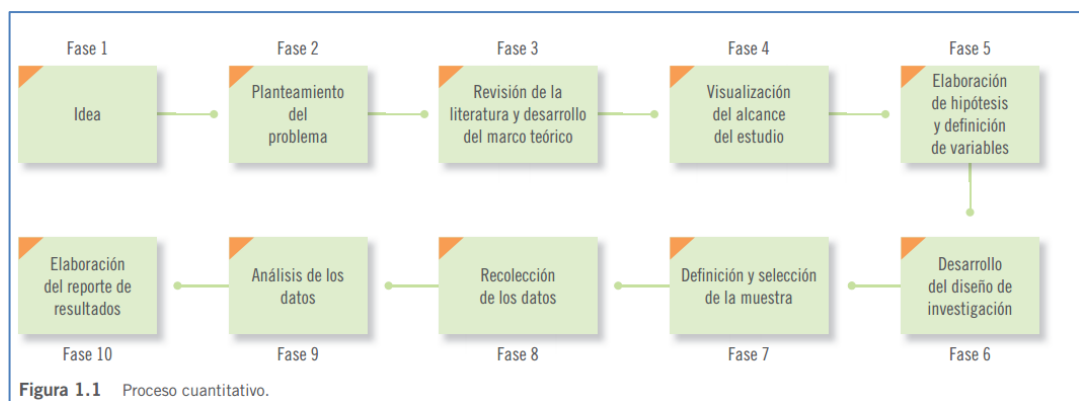 Fase 1
Idea
Fase 2
Planteamiento
del
problema
Fase 3
Revisión de la
literatura y desarrollo
del marco teórico
Fase 4
Visualización
del alcance
del estudio
Fase 5
Elaboración
de hipótesis
y definición
de variables
Desarrollo
del diseño de
investigación
Fase 6
Definición y selección
de la muestra
Fase 7
Recolección
de los datos
Fase 8
Análisis de los
datos
Fase 9
Elaboración
del reporte de
resultados
Fase 10
Figura 1.1 Proceso cuantitativo.